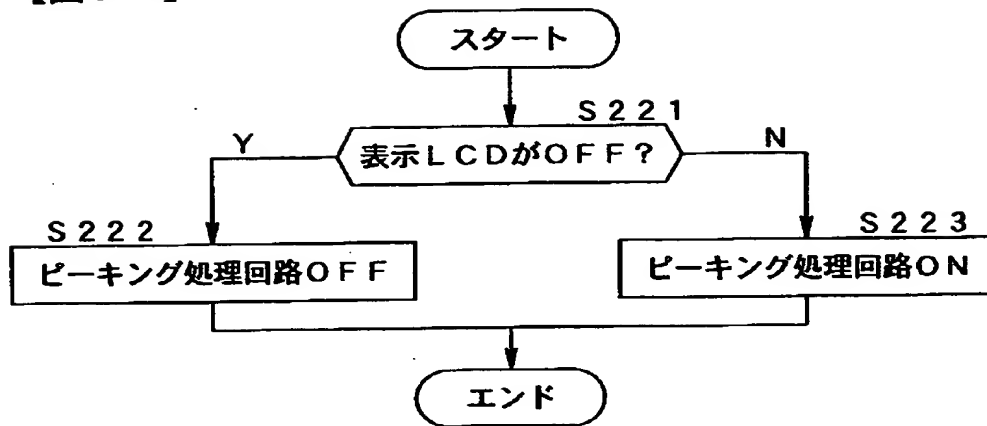 スタート
S221
Y
表示LCDがOFF?
N
S222
S223
ピーキング処理回路OFF
ピーキング処理回路ON
エンド